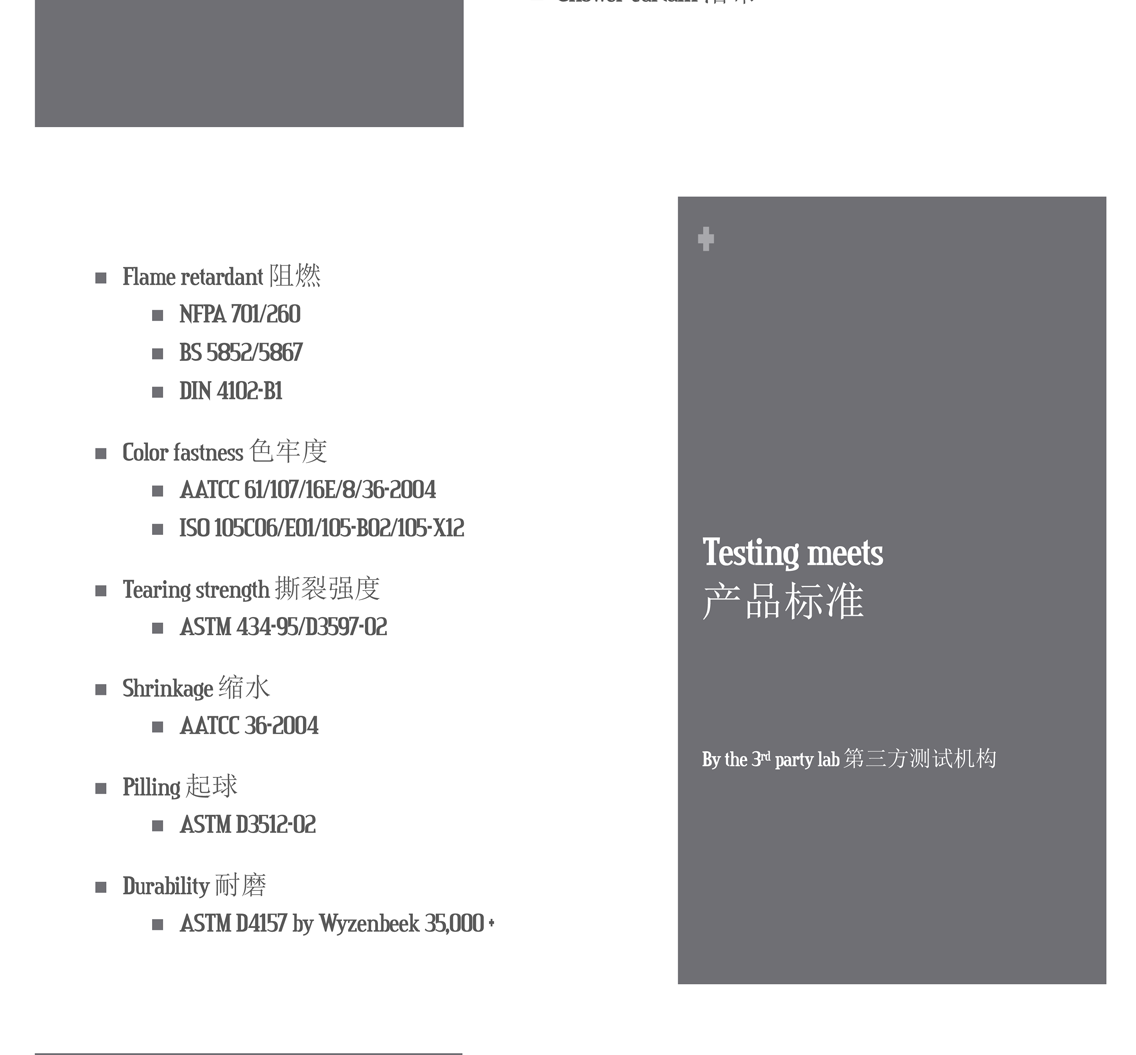 Flame retardant 阻燃
NFPA 701/260
BS 5852/5867
DIN 4102-B1
Color fastness 色牢度
AATCC 61/107/16E/8/36-2004
ISO 105C06/E01/105-B02/105-X12
Tearing strength 撕裂强度
ASTM 434-95/D3597-02
Shrinkage 缩水
AATCC 36-2004
Pilling 起球
ASTM D3512-02
Durability 耐磨
ASTM D4157 by Wyzenbeek 35,000 +
Testing meets
产品标准
By the 3rd party lab 第三方测试机构